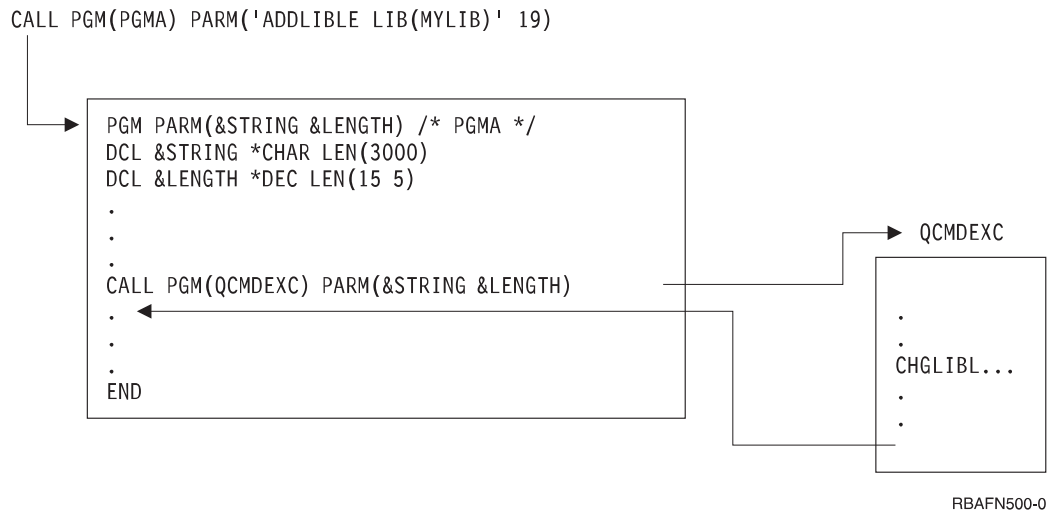 CALL PGM(PGMA) PARM('ADDLIBLE LIB(MYLIB)' 19)
PGM PARM(&STRING &LENGTH) /* PGMA */
DCL &STRING *CHAR LEN(3000)
DCL &LENGTH *DEC LEN(15 5)
.
.
.
CALL PGM(QCMDEXC) PARM(&STRING &LENGTH)
.
.
.
END
QCMDEXC
.
.
CHGLIBL...
.
.
RBAFN500-0